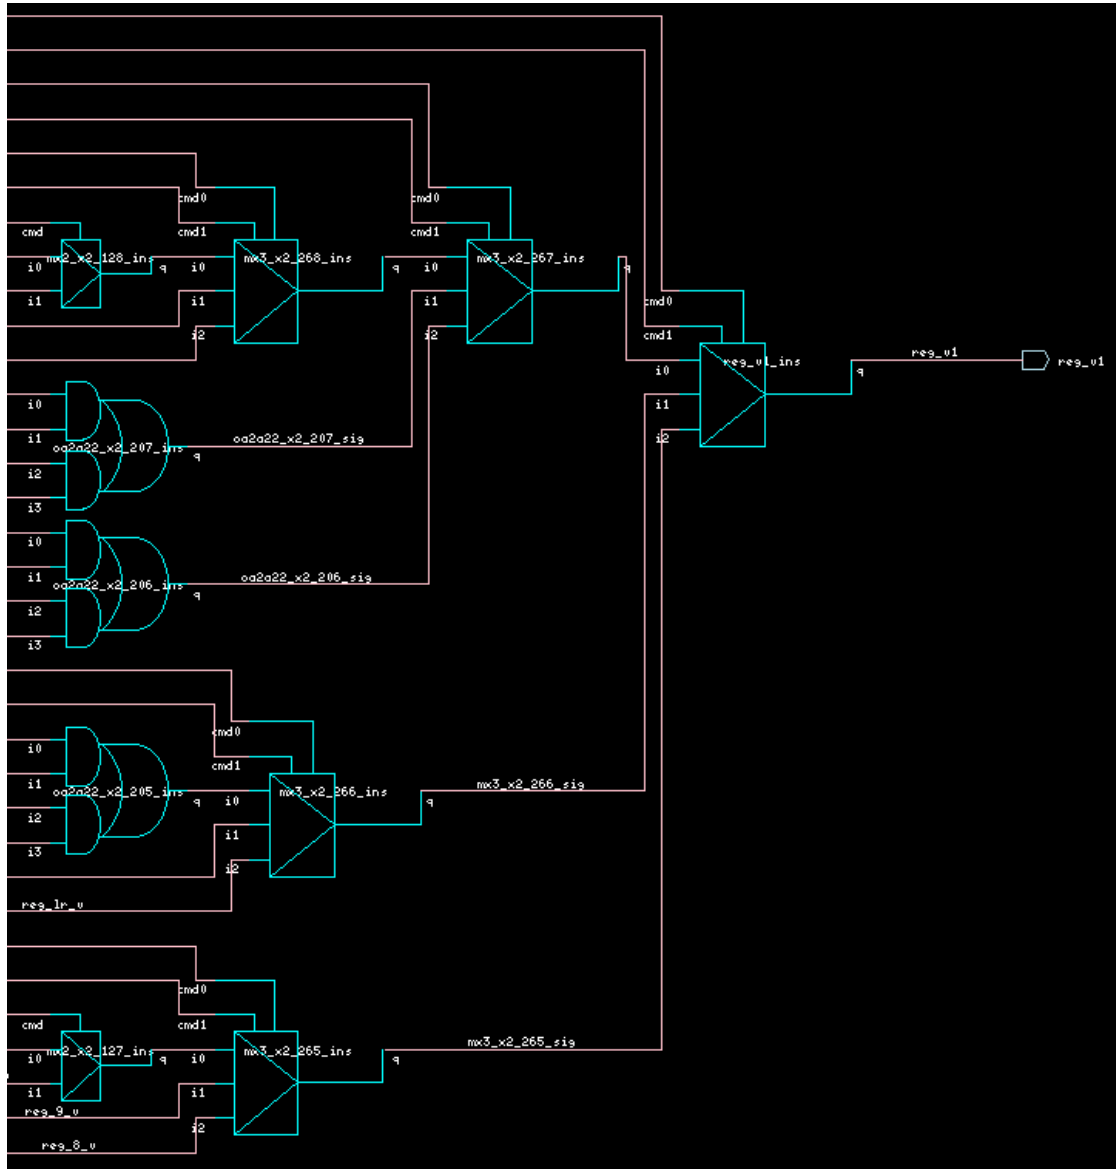 cmd0
cmd0
cmd
cmd1
cmd1
mx2_x2_128_ins
mx3_x2_268_ins
mx3_x2_267_ins
i0
q
i0
q
i0
q
i1
i1
i1
cmd0
i2
i2
cmd1
reg_v1
reg_v1_ins
reg_v1
i0
q
i0
i1
i1
oa2a22_x2_207_sig
i2
oa2a22_x2_207_ins
q
i2
i3
i0
i1
oa2a22_x2_206_sig
oa2a22_x2_206_ins
q
i2
i3
cmd0
i0
cmd1
i1
mx3_x2_266_sig
oa2a22_x2_205_ins
mx3_x2_266_ins
q
i0
q
i2
i1
i3
i2
reg_lr_v
cmd0
cmd
cmd1
mx3_x2_265_sig
mx2_x2_127_ins
mx3_x2_265_ins
i0
q
i0
q
i1
i1
reg_9_v
i2
reg_8_v